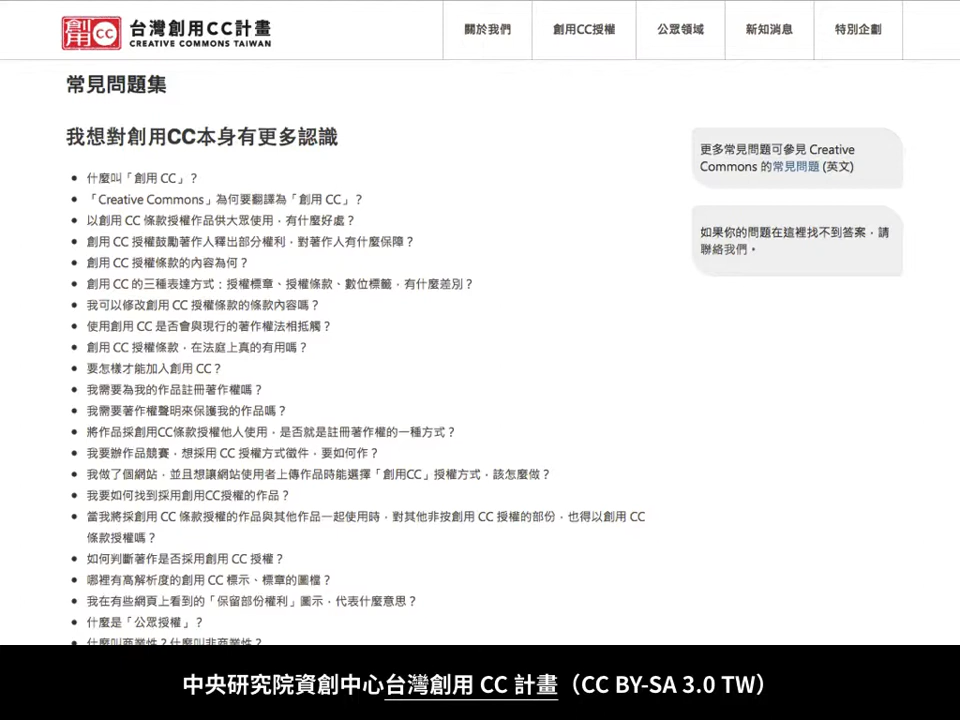 創用CC
台灣創用CC計畫
CREATIVE COMMONS TAIWAN
關於我們
創用CC授權
公眾領域
新知消息
特別企劃
常見問題集
我想對創用CC本身有更多認識
什麼叫「創用 CC」？
「Creative Commons」為何要翻譯為「創用 CC」？
以創用 CC 條款授權作品供大眾使用，有什麼好處？
創用 CC 授權鼓勵著作人釋出部分權利，對著作人有什麼保障？
創用 CC 授權條款的內容為何？
創用 CC 的三種表達方式：授權標章、授權條款、數位標籤，有什麼差別？
我可以修改創用 CC 授權條款的條款內容嗎？
使用創用 CC 是否會與現行的著作權法相抵觸？
創用 CC 授權條款，在法庭上真的有用嗎？
要怎樣才能加入創用 CC？
我需要為我的作品註冊著作權嗎？
我需要著作權聲明來保護我的作品嗎？
將作品採創用CC條款授權他人使用，是否就是註冊著作權的一種方式？
我要辦作品競賽，想採用 CC 授權方式徵件，要如何作？
我做了個網站，並且想讓網站使用者上傳作品時能選擇「創用CC」授權方式，該怎麼做？
我要如何找到採用創用CC授權的作品？
當我將採創用 CC 條款授權的作品與其他作品一起使用時，對其他非按創用 CC 授權的部份，也得以創用 CC
條款授權嗎？
如何判斷著作是否採用創用 CC 授權？
哪裡有高解析度的創用 CC 標示、標章的圖檔？
我在有些網頁上看到的「保留部份權利」圖示，代表什麼意思？
什麼是「公眾授權」？
什麼叫商業性？什麼叫非商業性？
更多常見問題可參見 Creative
Commons 的常見問題 (英文)
如果你的問題在這裡找不到答案，請
聯絡我們。
中央研究院資創中心台灣創用 CC 計畫（CC BY-SA 3.0 TW）